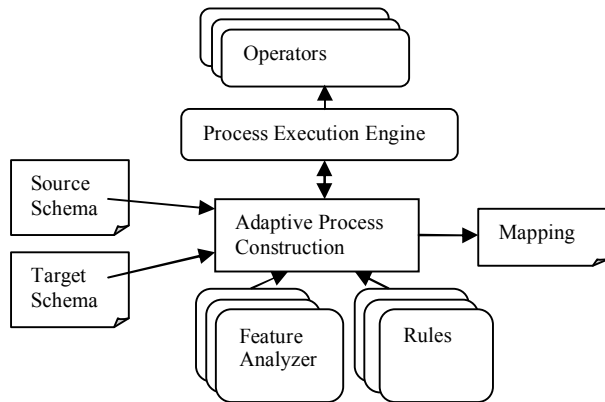 Operators
Process Execution Engine
Source
Schema
Adaptive Process
Construction
Mapping
Target
Schema
Feature
Analyzer
Rules